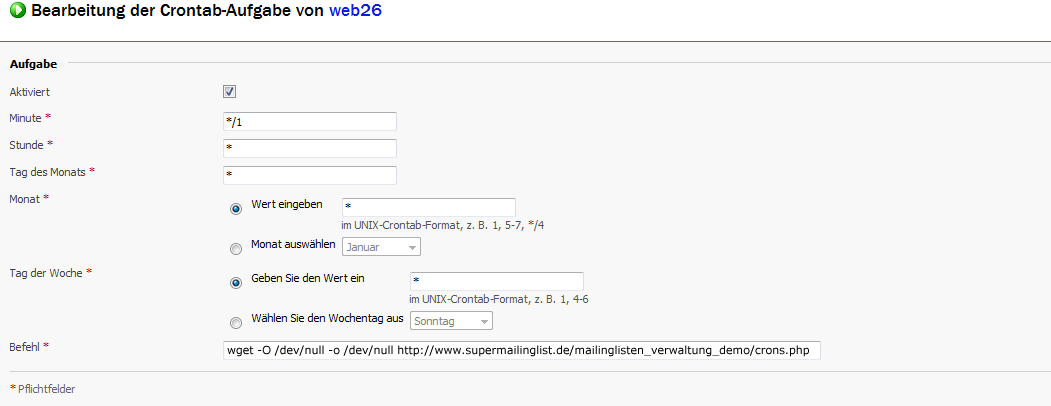 Bearbeitung der Crontab-Aufgabe von web26
Aufgabe
Aktiviert
Minute * */1
Stunde * *
Tag des Monats * *
Monat * Wert eingeben *
im UNIX-Crontab-Format, z. B. 1, 5-7, */4
Monat auswählen Januar
Tag der Woche * Geben Sie den Wert ein *
im UNIX-Crontab-Format, z. B. 1, 4-6
Wählen Sie den Wochentag aus Sonntag
Befehl * wget -O /dev/null -o /dev/null http://www.supermailinglist.de/mailinglisten_verwaltung_demo/crons.php
* Pflichtfelder